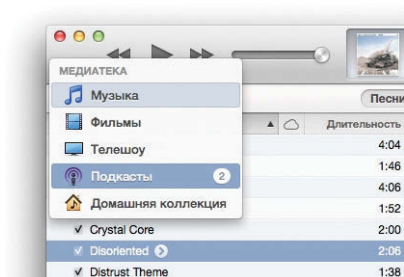 МЕДИАТЕКА
Музыка
Песни
Фильмы
Длительность
Телешоу
4:04
1:46
Подкасты 2
4:06
Домашняя коллекция
1:52
✓ Crystal Core 2:00
✓ Disoriented 2:06
✓ Distrust Theme 1:38